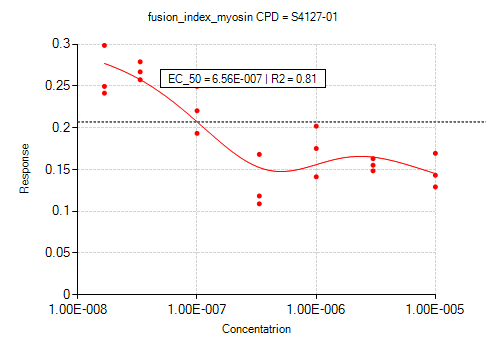 fusion_index_myosin CPD = S4127-01
EC_50 = 6.56E-007 | R2 = 0.81
Response
0.3
0.25
0.2
0.15
0.1
0.05
0
1.00E-008 1.00E-007 1.00E-006 1.00E-005
Concentatrion